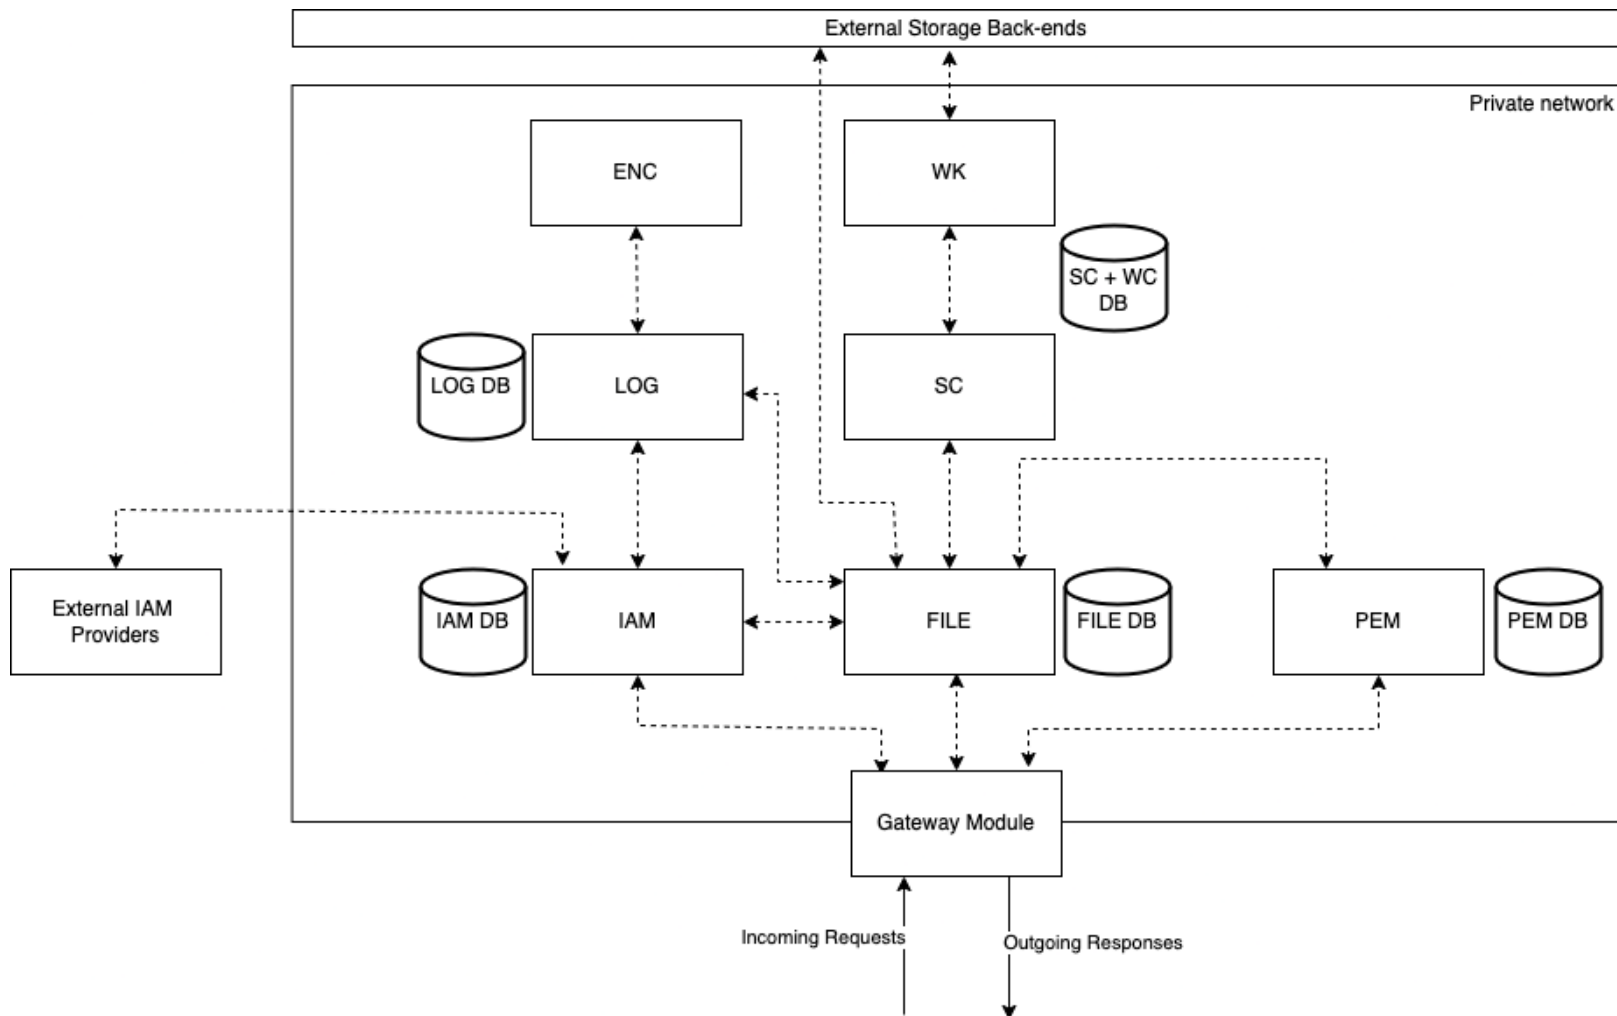 External Storage Back-ends
Private network
ENC
WK
SC + WC
DB
LOG DB
LOG
SC
External IAM
Providers
IAM DB
IAM
FILE
FILE DB
PEM
PEM DB
Gateway Module
Incoming Requests
Outgoing Responses